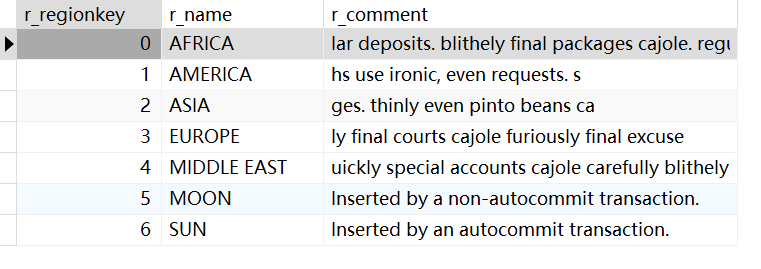 r_regionkey r_name r_comment
0 AFRICA lar deposits. blithely final packages cajole. regu
1 AMERICA hs use ironic, even requests. s
2 ASIA ges. thinly even pinto beans ca
3 EUROPE ly final courts cajole furiously final excuse
4 MIDDLE EAST uickly special accounts cajole carefully blithely
5 MOON Inserted by a non-autocommit transaction.
6 SUN Inserted by an autocommit transaction.